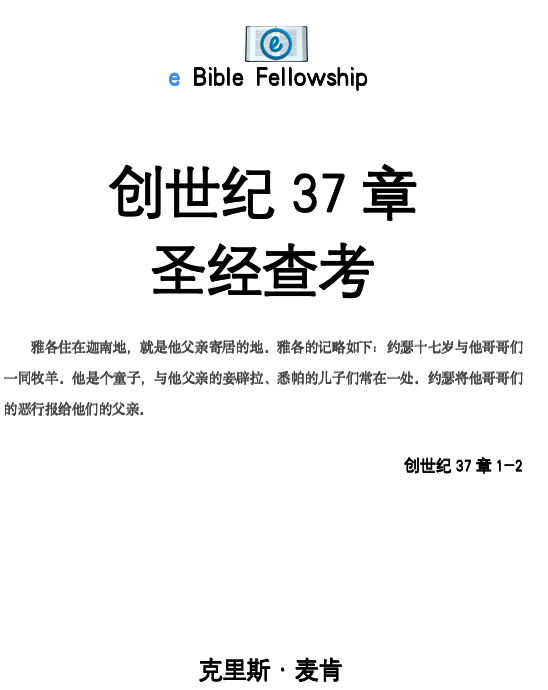 e Bible Fellowship
创世纪 37 章
圣经查考
雅各住在迦南地，就是他父亲寄居的地．雅各的记略如下：约瑟十七岁与他哥哥们
一同牧羊．他是个童子，与他父亲的妾辟拉、悉帕的儿子们常在一处．约瑟将他哥哥们
的恶行报给他们的父亲．
创世纪 37 章 1-2
克里斯·麦肯